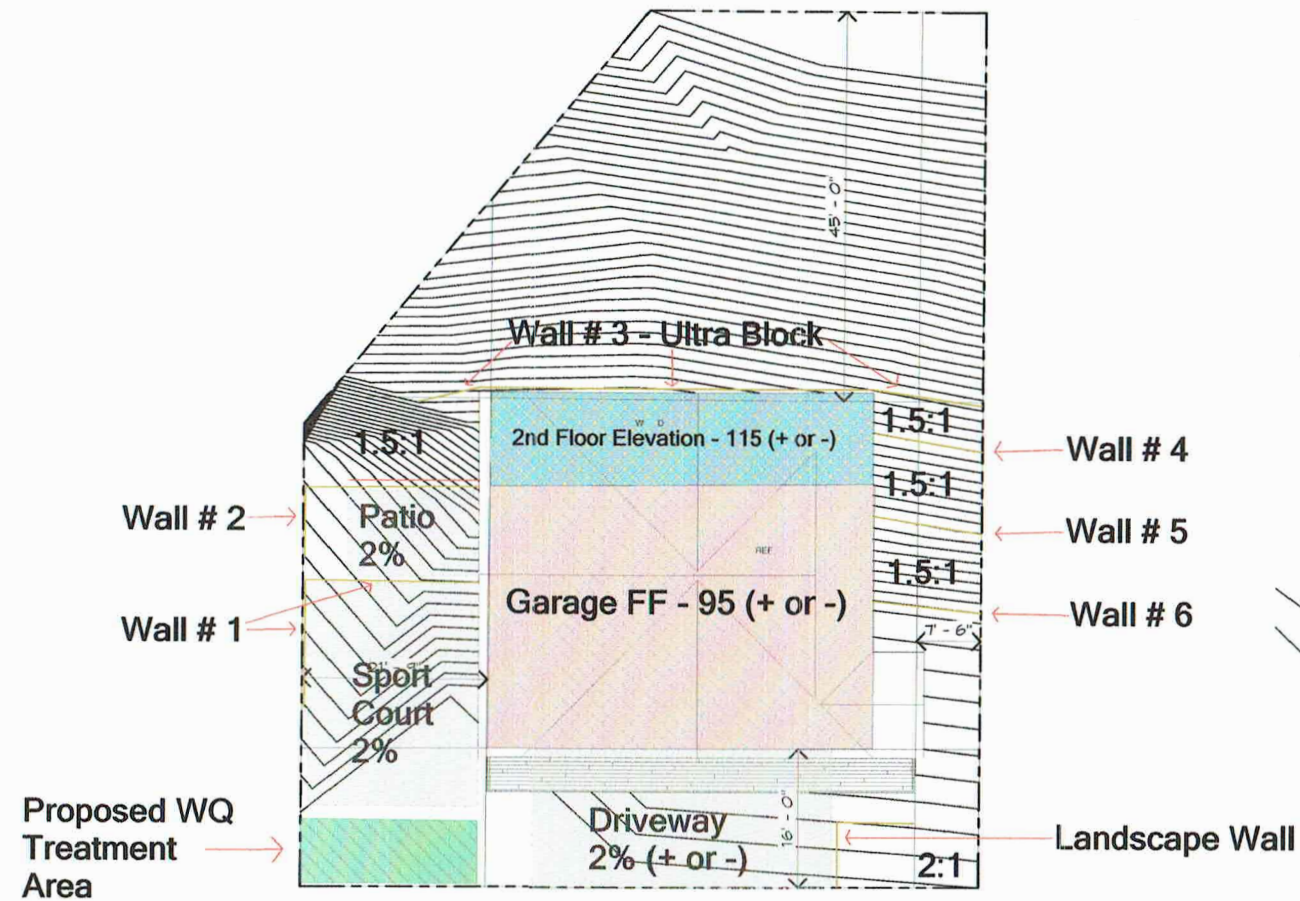 45' - 0"
Wall # 3 - Ultra Block
W D
2nd Floor Elevation - 115 (+ or -)
1.5:1
1.5:1
Wall # 4
1.5:1
Wall # 2
Patio
2%
Wall # 5
REF
1.5:1
Garage FF - 95 (+ or -)
Wall # 6
Wall # 1
7' - 6"
Sport
Court
2%
Proposed WQ
Treatment
Area
16' - 0"
Driveway
2% (+ or -)
Landscape Wall
2:1